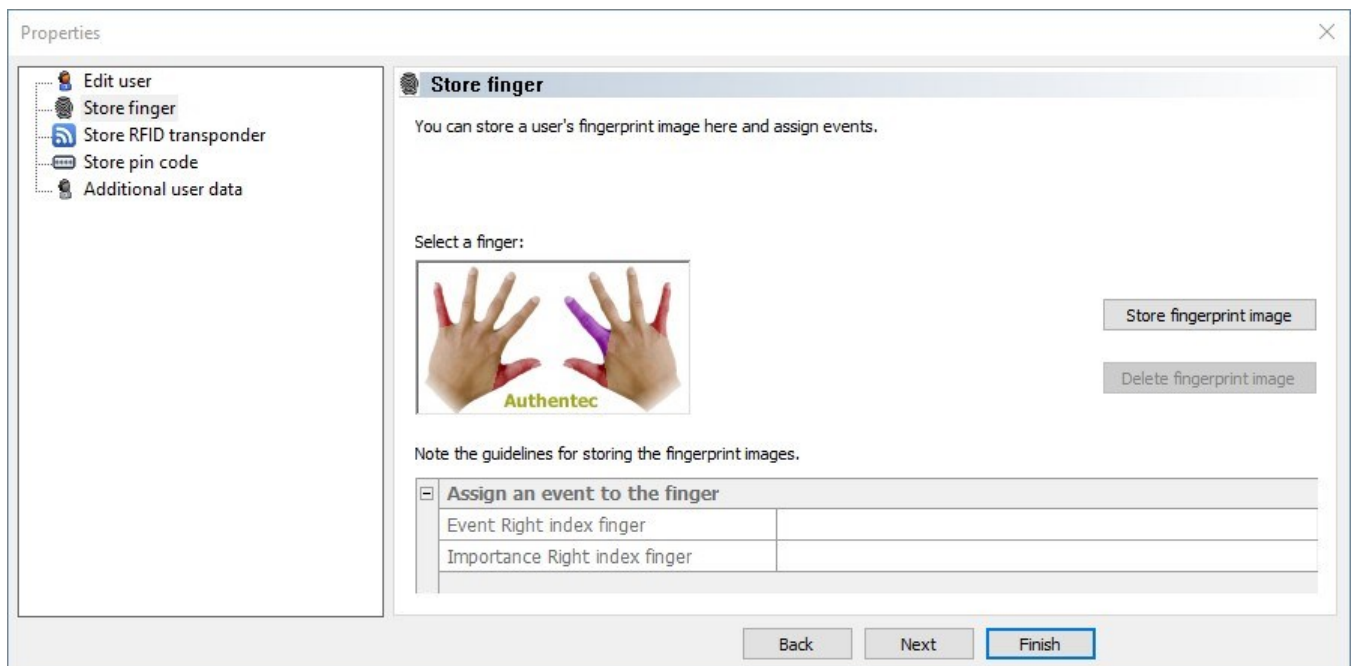 Properties
Edit user
Store finger
Store RFID transponder
Store pin code
Additional user data
Store finger
You can store a user's fingerprint image here and assign events.
Select a finger:
Authentec
Store fingerprint image
Delete fingerprint image
Note the guidelines for storing the fingerprint images.
Assign an event to the finger
Event Right index finger
Importance Right index finger
Back Next Finish